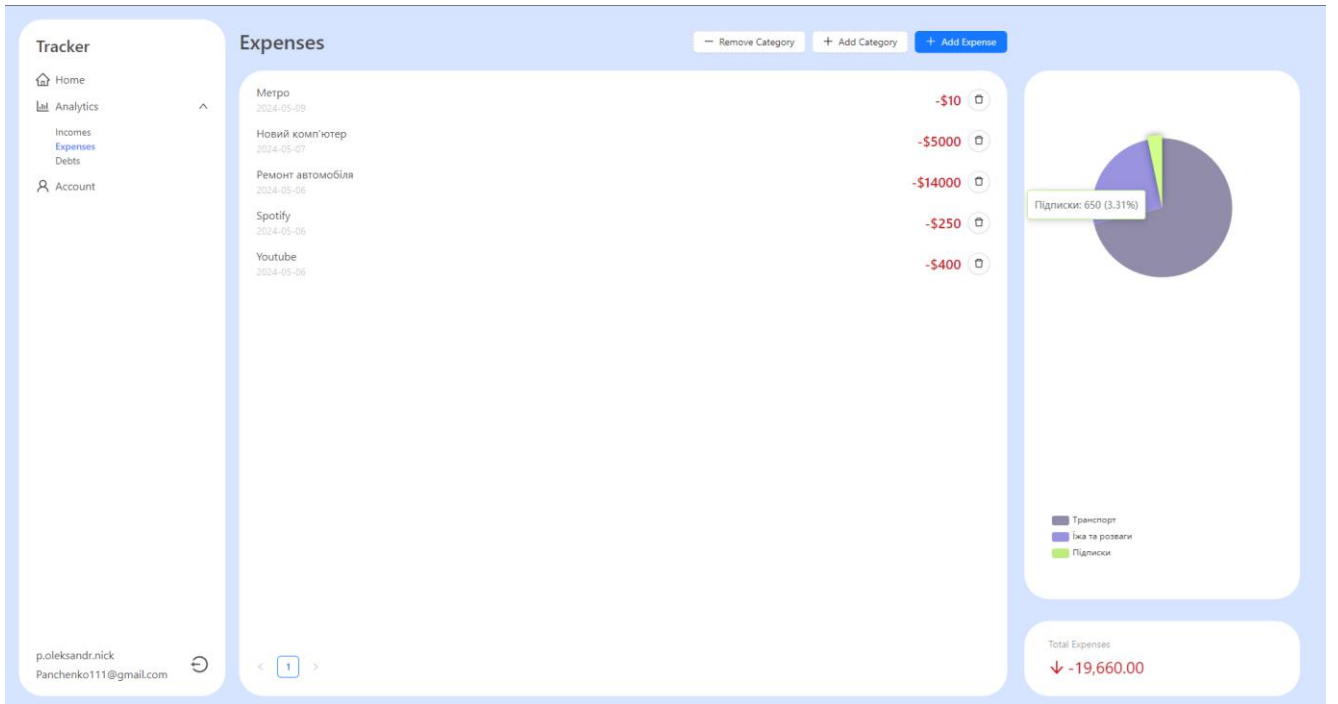 Tracker
Home
Analytics
Incomes
Expenses
Debts
Account
p.oleksandr.nick
Panchenko111@gmail.com
Expenses
Remove Category
Add Category
Add Expense
Метро
2024-05-09
-$10
Новий комп'ютер
2024-05-07
-$5000
Ремонт автомобіля
2024-05-06
-$14000
Spotify
2024-05-06
-$250
Youtube
2024-05-06
-$400
< 1 >
Підписки: 650 (3.31%)
Транспорт
Їжа та розваги
Підписки
Total Expenses
-19,660.00